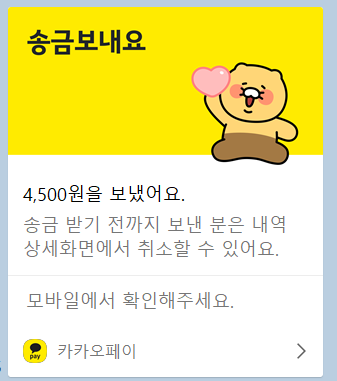 송금보내요
4,500원을 보냈어요.
송금 받기 전까지 보낸 분은 내역
상세화면에서 취소할 수 있어요.
모바일에서 확인해주세요.
pay
카카오페이